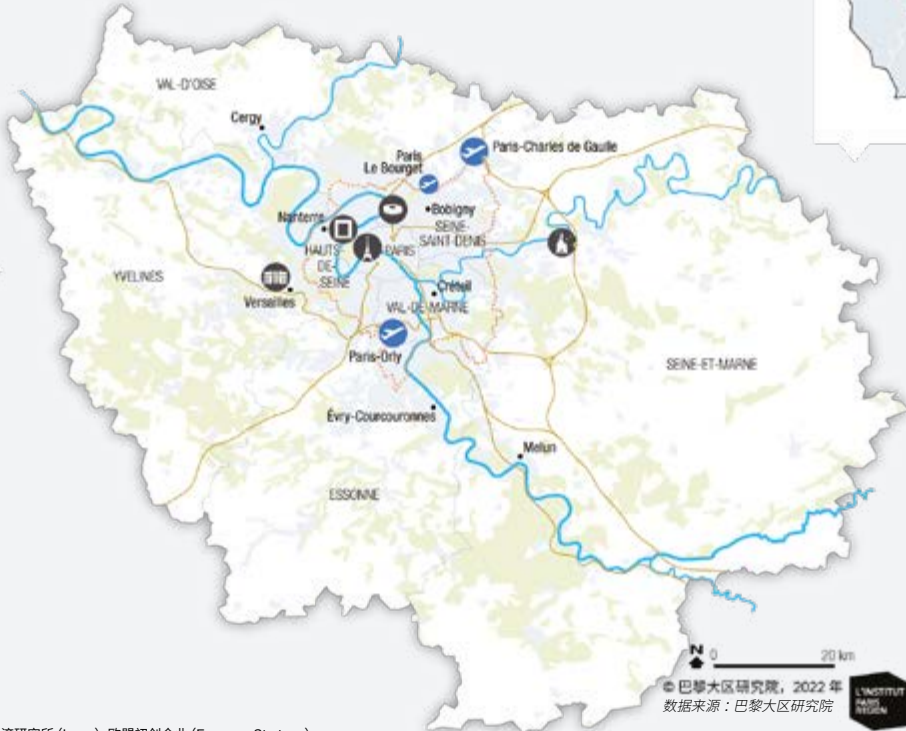 VAL-D'OISE
Cergy
Paris-Charles de Gaulle
Paris
Le Bourget
Bobigny
Nanterre
SEINE-
SAINT-DENIS
HAUTS-
DE-
SEINE
PARIS
YVELINES
Versailles
Créteil
VAL-DE-MARNE
Paris-Orly
SEINE-ET-MARNE
Évry-Courcouronnes
Melun
ESSONNE
N
0 20 km
© 巴黎大区研究院，2022 年
数据来源：巴黎大区研究院
L'INSTITUT
PARIS
REGION